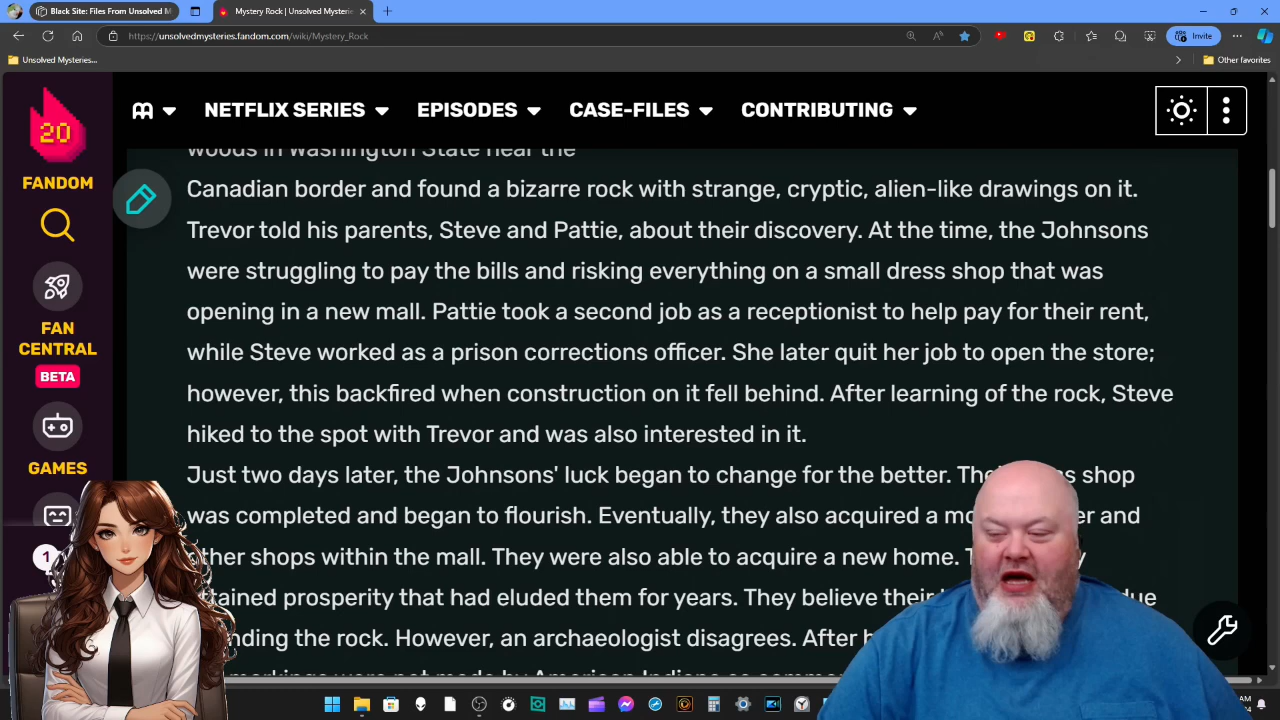 Black Site: Files From Unsolved M
Mystery Rock | Unsolved Mysterie
https://unsolvedmysteries.fandom.com/wiki/Mystery_Rock
Invite
Unsolved Mysteries...
Other favorites
20
FANDOM
NETFLIX SERIES
EPISODES
CASE-FILES
CONTRIBUTING
woods in Washington State near the
Canadian border and found a bizarre rock with strange, cryptic, alien-like drawings on it.
Trevor told his parents, Steve and Pattie, about their discovery. At the time, the Johnsons
were struggling to pay the bills and risking everything on a small dress shop that was
opening in a new mall. Pattie took a second job as a receptionist to help pay for their rent,
while Steve worked as a prison corrections officer. She later quit her job to open the store;
however, this backfired when construction on it fell behind. After learning of the rock, Steve
hiked to the spot with Trevor and was also interested in it.
Just two days later, the Johnsons' luck began to change for the better. shop
was completed and began to flourish. Eventually, they also acquired a and
other shops within the mall. They were also able to acquire a new home.
prosperity that had eluded them for years. They believe their due
the rock. However, an archaeologist disagrees. After
FAN
CENTRAL
BETA
GAMES
1